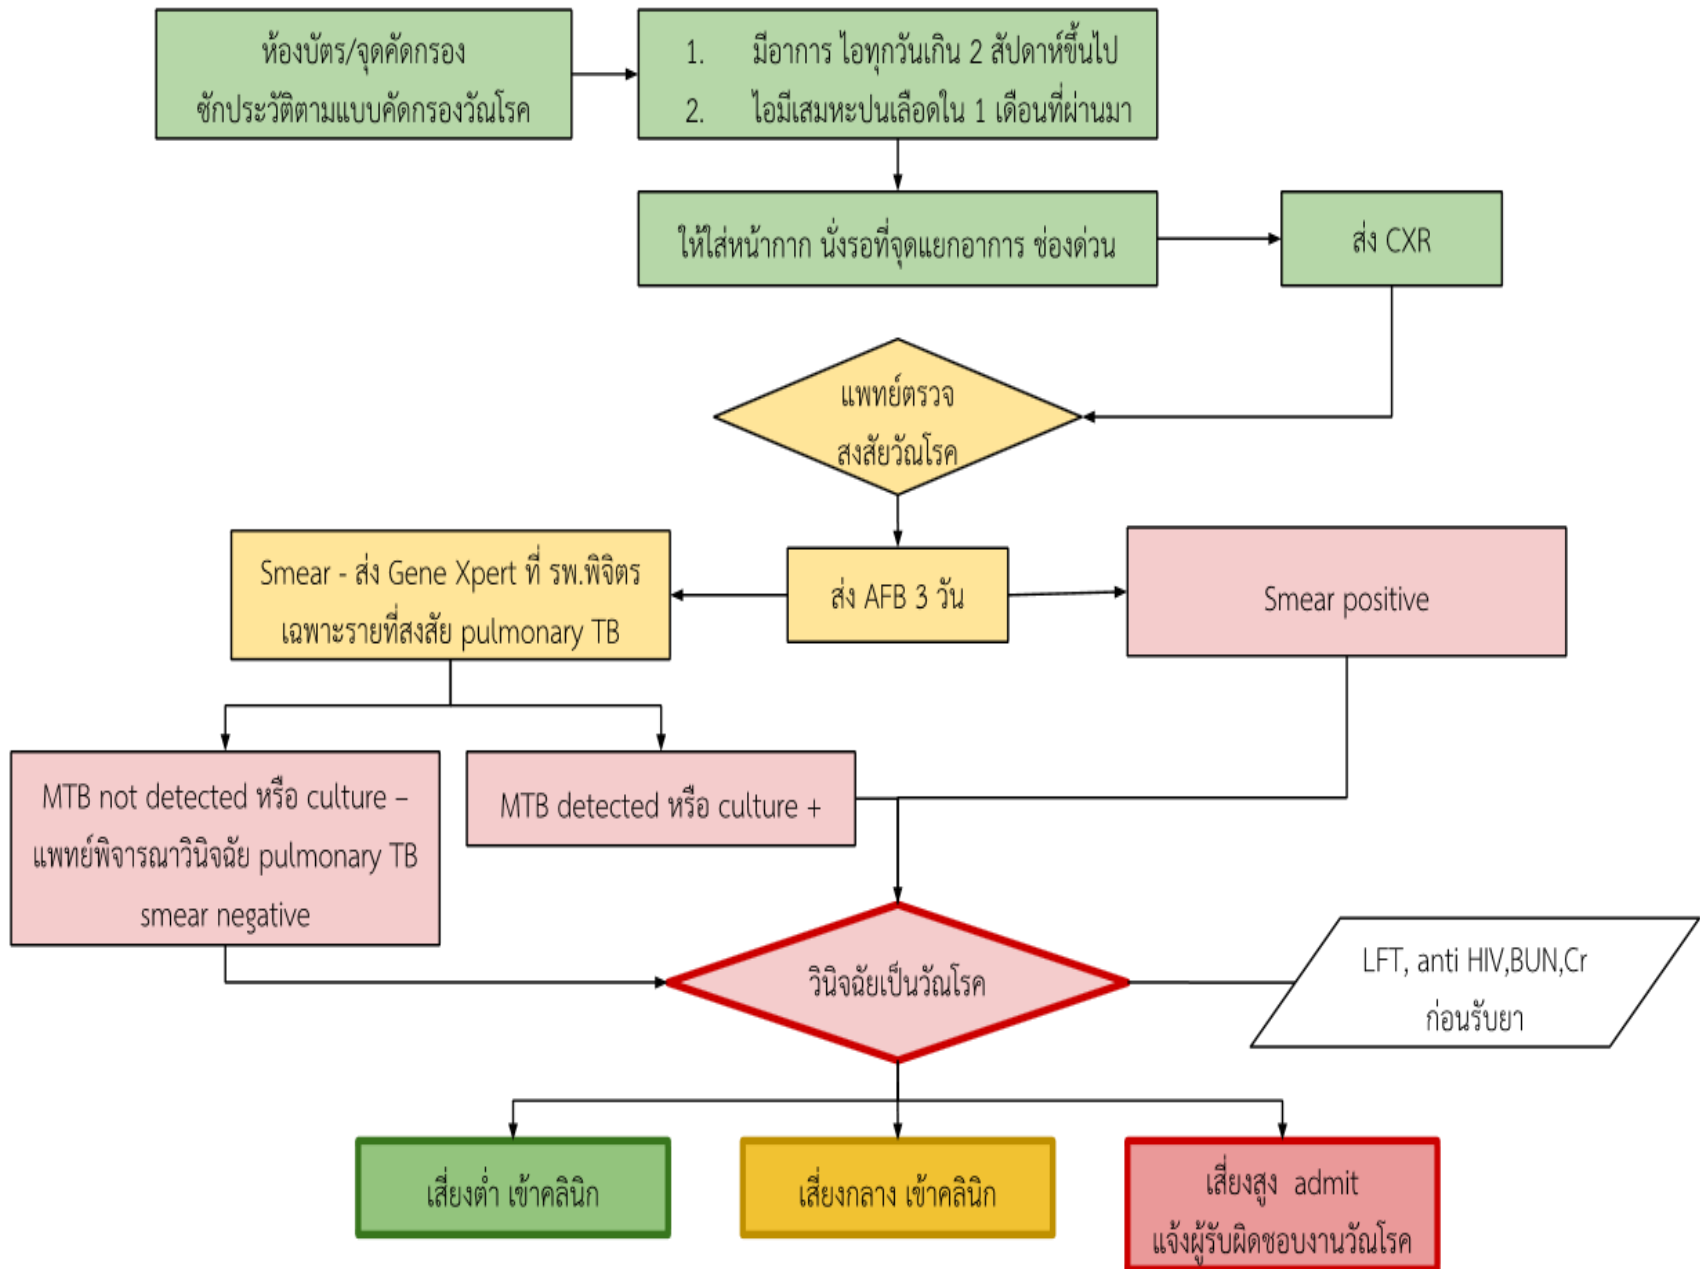 ห้องบัตร/จุดคัดกรอง
ซักประวัติตามแบบคัดกรองวัณโรค
1. มีอาการ ไอทุกวันเกิน 2 สัปดาห์ขึ้นไป
2. ไอมีเสมหะปนเลือดใน 1 เดือนที่ผ่านมา
ให้ใส่หน้ากาก นั่งรอที่จุดแยกอาการ ช่องด่วน
ส่ง CXR
แพทย์ตรวจ
สงสัยวัณโรค
Smear - ส่ง Gene Xpert ที่ รพ.พิจิตร
เฉพาะรายที่สงสัย pulmonary TB
ส่ง AFB 3 วัน
Smear positive
MTB not detected หรือ culture –
แพทย์พิจารณาวินิจฉัย pulmonary TB
smear negative
MTB detected หรือ culture +
วินิจฉัยเป็นวัณโรค
LFT, anti HIV,BUN,Cr
ก่อนรับยา
เสี่ยงต่ำ เข้าคลินิก
เสี่ยงกลาง เข้าคลินิก
เสี่ยงสูง admit
แจ้งผู้รับผิดชอบงานวัณโรค